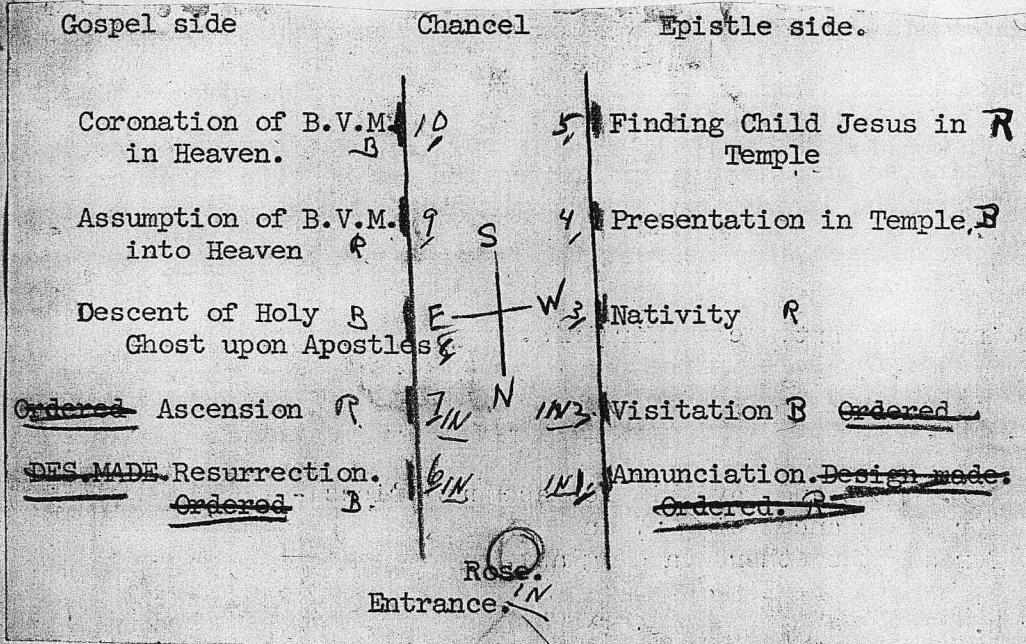 Gospel side Chancel Epistle side.
Coronation of B.V.M. 10 5 Finding Child Jesus in R
in Heaven. B Temple
Assumption of B.V.M. 9 4 Presentation in Temple. B
into Heaven R S
Descent of Holy B E W 3 Nativity R
Ghost upon Apostles 8
Ordered Ascension R 7 IN N IN 2 Visitation B Ordered
DES.MADE. Resurrection. 6 IN IN 1 Annunciation. Design made.
Ordered B. Ordered. R
Rose.
Entrance. IN